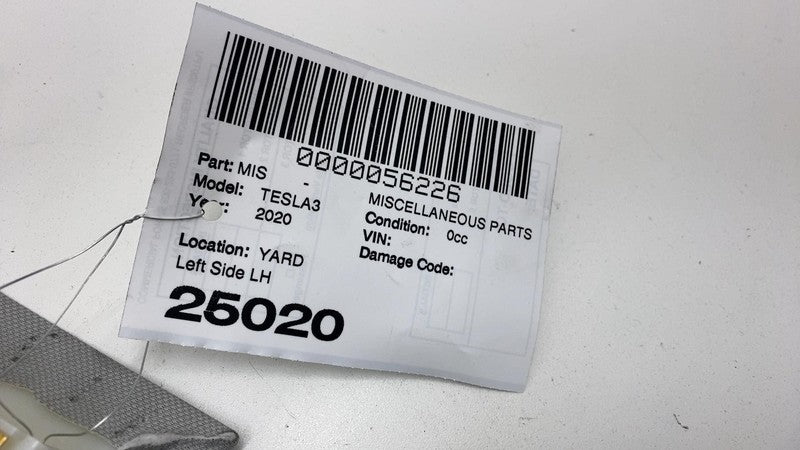 0000056226
Part: MIS - MISCELLANEOUS PARTS
Model: TESLA3 Condition: 0cc
Year: 2020 VIN:
Damage Code:
Location: YARD
Left Side LH
25020